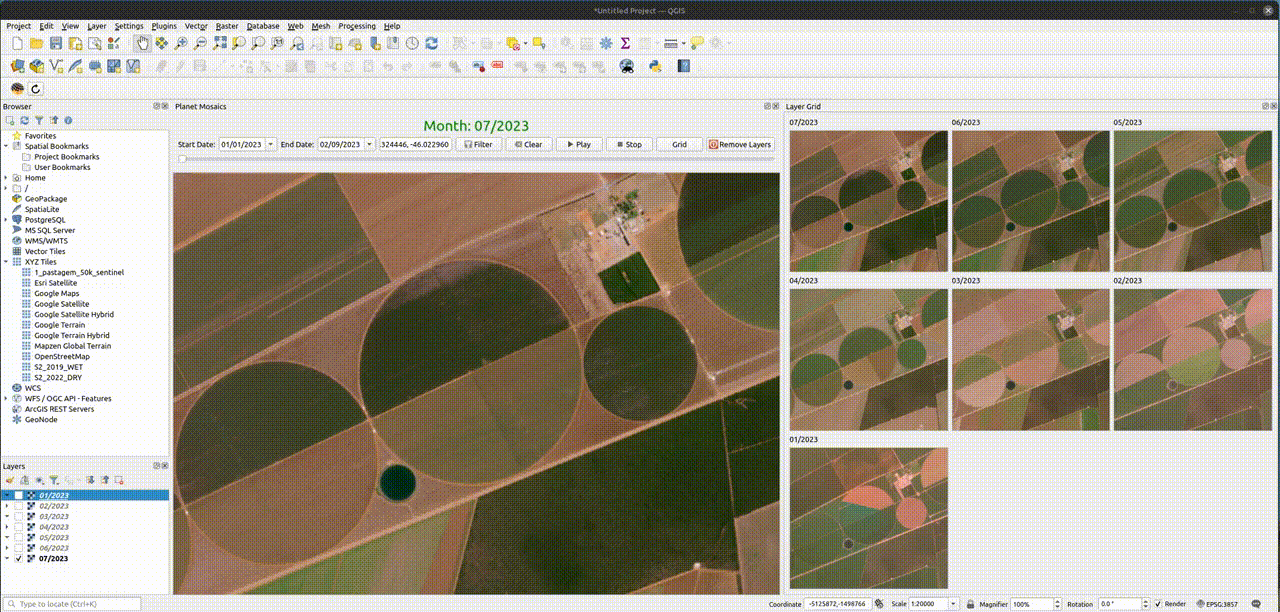 *Untitled Project — QGIS
Project Edit View Layer Settings Plugins Vector Raster Database Web Mesh Processing Help
Browser
Favorites
Spatial Bookmarks
Project Bookmarks
User Bookmarks
Home
/
GeoPackage
SpatiaLite
PostgreSQL
MS SQL Server
WMS/WMTS
Vector Tiles
XYZ Tiles
1_pastagem_50k_sentinel
Esri Satellite
Google Maps
Google Satellite
Google Satellite Hybrid
Google Terrain
Google Terrain Hybrid
Mapzen Global Terrain
OpenStreetMap
S2_2019_WET
S2_2022_DRY
WCS
WFS / OGC API - Features
ArcGIS REST Servers
GeoNode
Layers
01/2023
02/2023
03/2023
04/2023
05/2023
06/2023
07/2023
Planet Mosaics
Month: 07/2023
Start Date: 01/01/2023 End Date: 02/09/2023 .324446, -46.022960 Filter Clear Play Stop Grid Remove Layers
Layer Grid
07/2023 06/2023 05/2023
04/2023 03/2023 02/2023
01/2023
Type to locate (Ctrl+K) Coordinate -5125872,-1498766 Scale 1:20000 Magnifier 100% Rotation 0.0 ° Render EPSG:3857